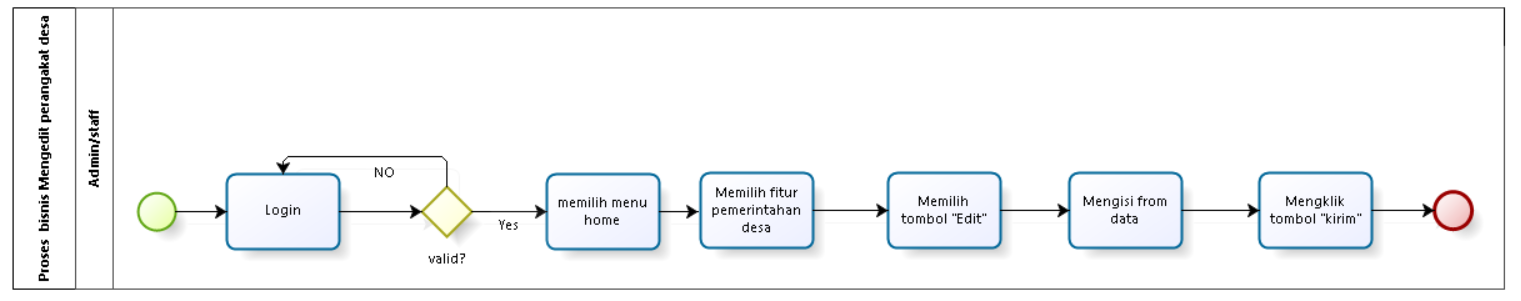 Proses bisnis Mengedit perangakat desa
Admin/staff
Login
NO
valid?
Yes
memilih menu
home
Memilih fitur
pemerintahan
desa
Memilih
tombol "Edit"
Mengisi from
data
Mengklik
tombol "kirim"